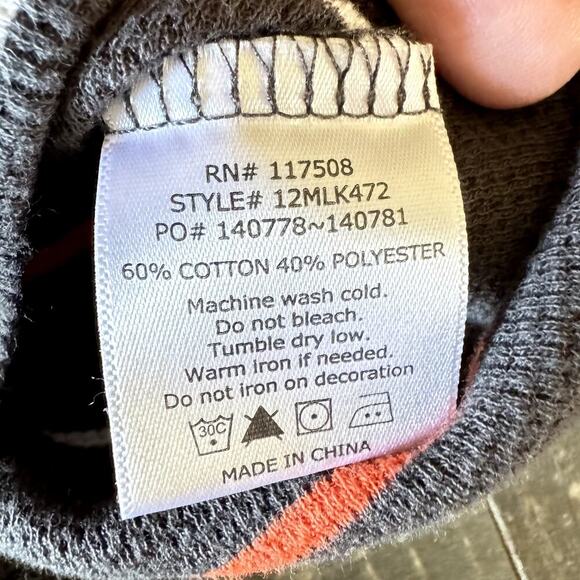 RN# 117508
STYLE# 12MLK472
PO# 140778~140781
60% COTTON 40% POLYESTER
Machine wash cold.
Do not bleach.
Tumble dry low.
Warm iron if needed.
Do not iron on decoration
30C
MADE IN CHINA